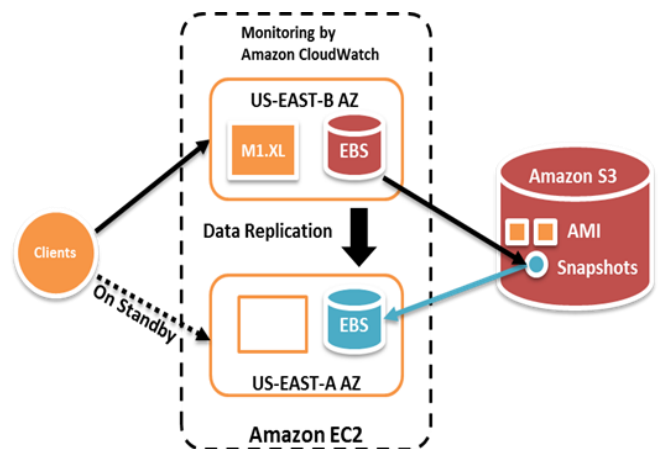 Monitoring by
Amazon CloudWatch
US-EAST-B AZ
M1.XL
EBS
Amazon S3
AMI
Snapshots
Clients
Data Replication
On Standby
EBS
US-EAST-A AZ
Amazon EC2